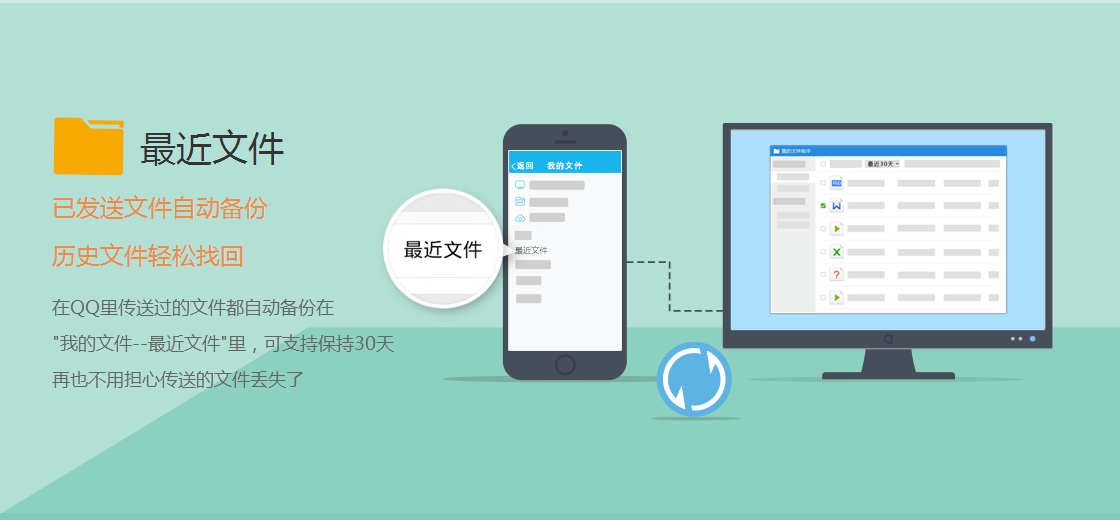 最近文件
已发送文件自动备份
历史文件轻松找回
在QQ里传送过的文件都自动备份在
"我的文件--最近文件"里，可支持保持30天
再也不用担心传送的文件丢失了
最近文件
返回 我的文件
最近文件
我的文件助手
最近30天
PSD